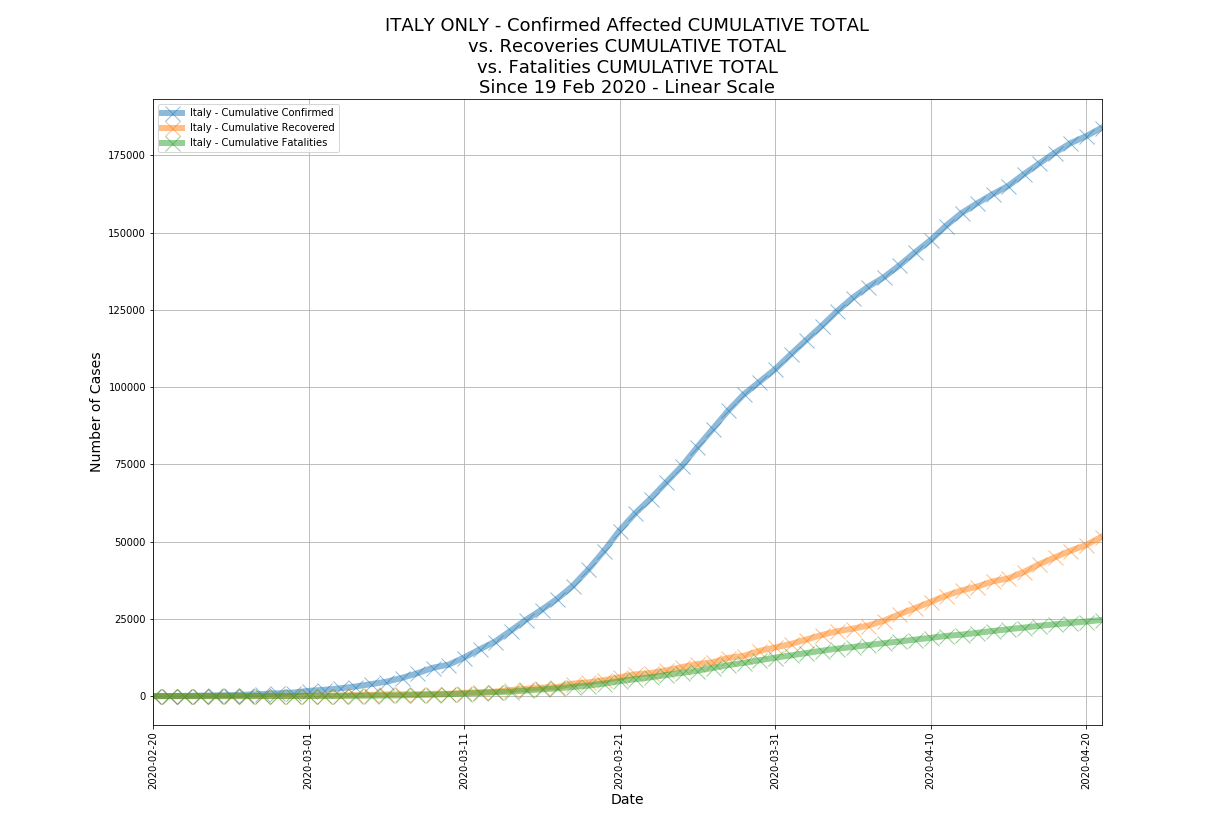 ITALY ONLY - Confirmed Affected CUMULATIVE TOTAL
vs. Recoveries CUMULATIVE TOTAL
vs. Fatalities CUMULATIVE TOTAL
Since 19 Feb 2020 - Linear Scale
Italy - Cumulative Confirmed
Italy - Cumulative Recovered
Italy - Cumulative Fatalities
Number of Cases
175000
150000
125000
100000
75000
50000
25000
0
2020-02-20
2020-03-01
2020-03-11
2020-03-21
2020-03-31
2020-04-10
2020-04-20
Date